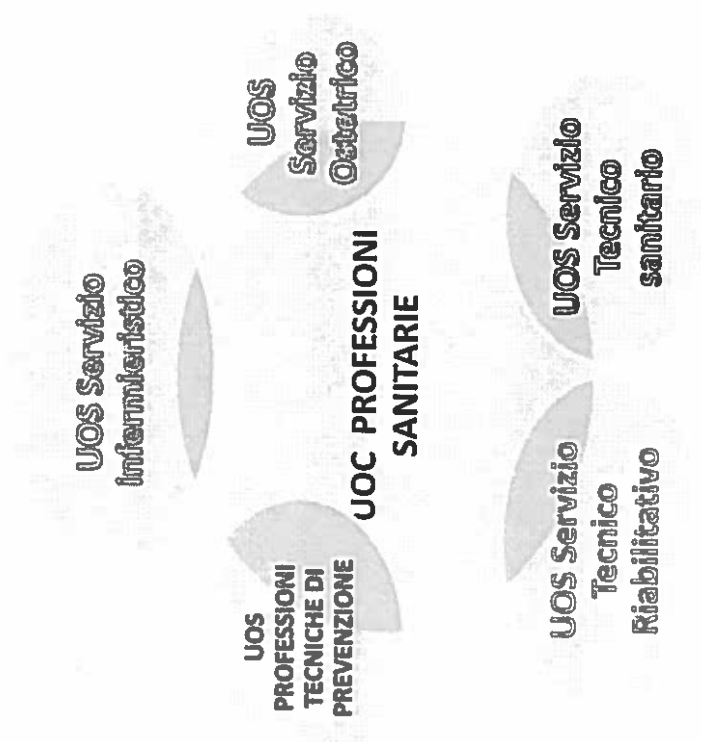 UOS Servizio
Infermieristico
UOS
PROFESSIONI
TECNICHE DI
PREVENZIONE
UOS
Servizio
Ostetrico
UOC PROFESSIONI
SANITARIE
UOS Servizio
Tecnico
Riabilitativo
UOS Servizio
Tecnico
sanitario